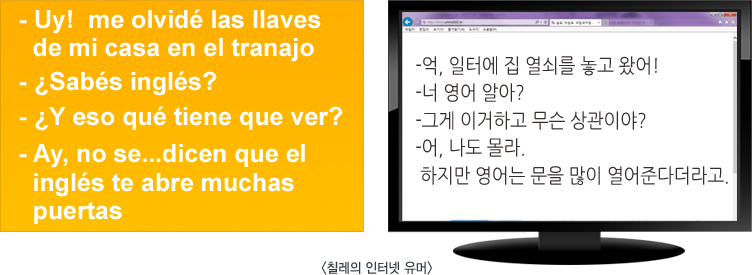 - Uy!  me olvidé las llaves
de mi casa en el tranajo
- ¿Sabés inglés?
- ¿Y eso qué tiene que ver?
- Ay, no se...dicen que el
inglés te abre muchas
puertas
-억, 일터에 집 열쇠를 놓고 왔어!
-너 영어 알아?
-그게 이거하고 무슨 상관이야?
-어, 나도 몰라.
하지만 영어는 문을 많이 열어준다더라고.
<칠레의 인터넷 유머>